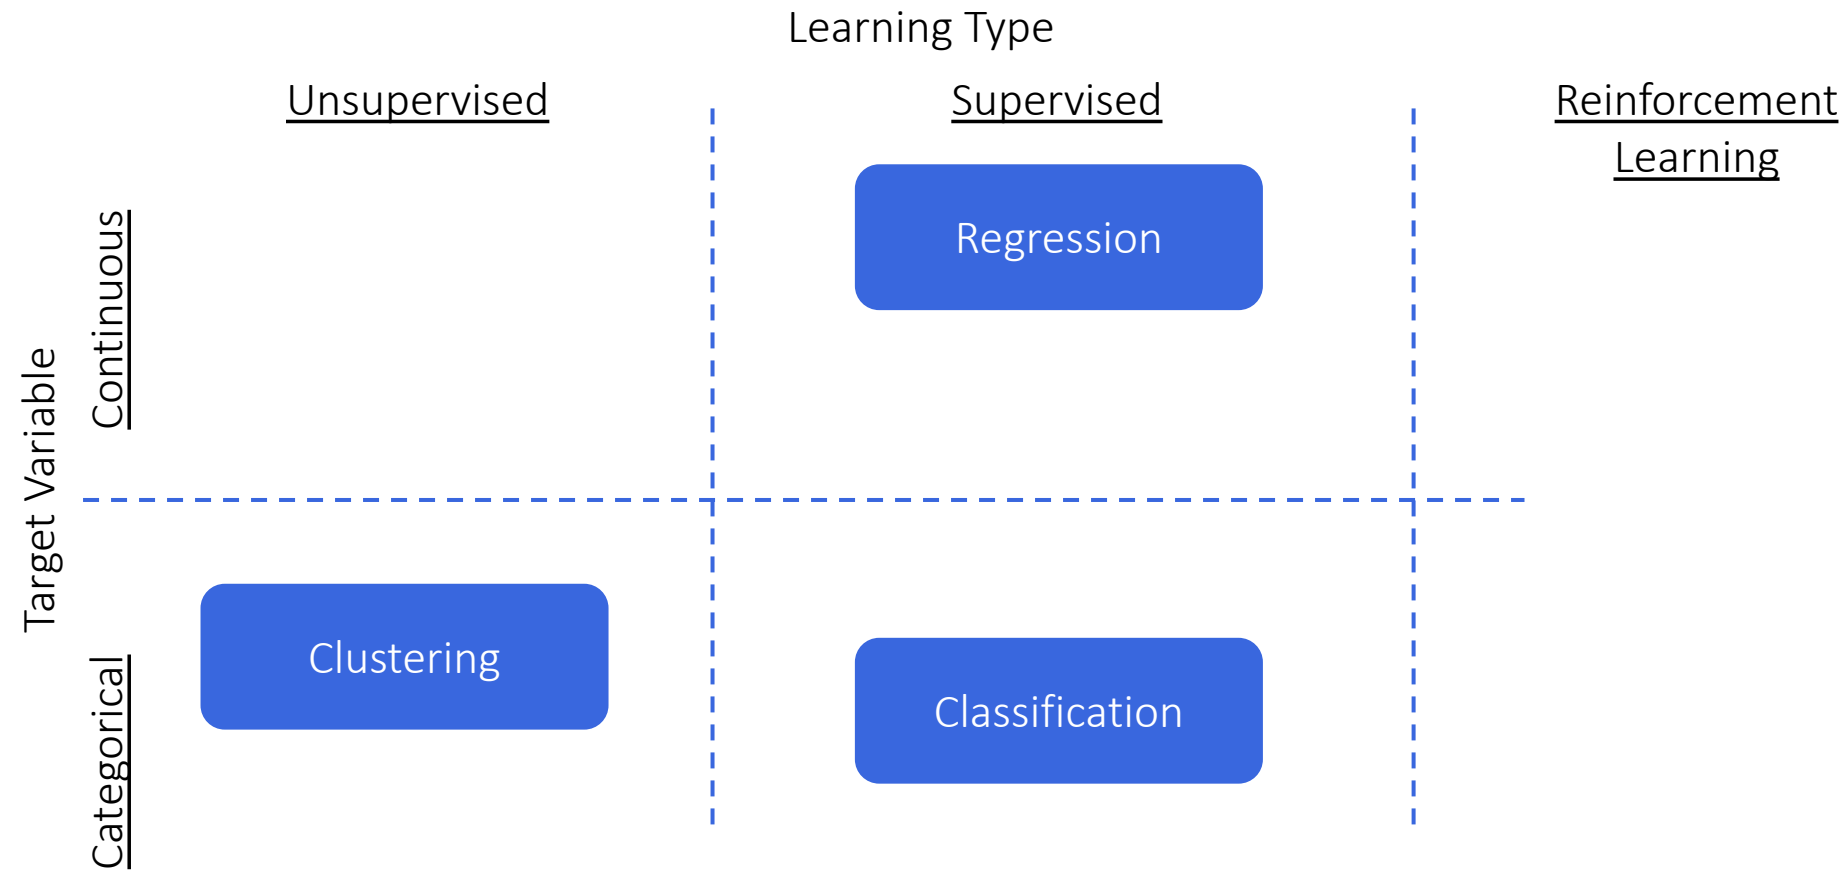 Learning Type
Unsupervised
Supervised
Reinforcement
Learning
Target Variable
Continuous
Regression
Categorical
Clustering
Classification